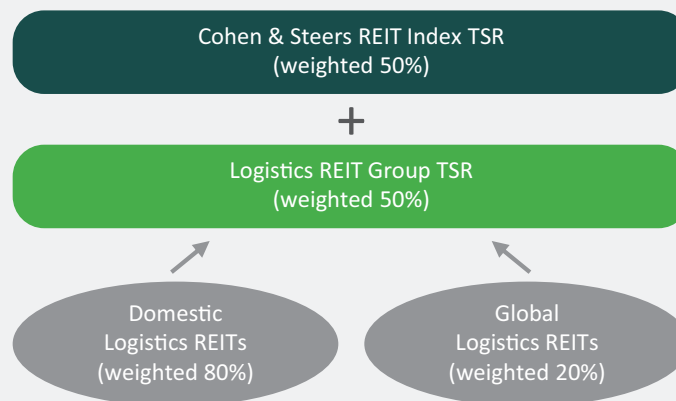 Cohen & Steers REIT Index TSR
(weighted 50%)
+
Logistics REIT Group TSR
(weighted 50%)
Domestic
Logistics REITs
(weighted 80%)
Global
Logistics REITs
(weighted 20%)